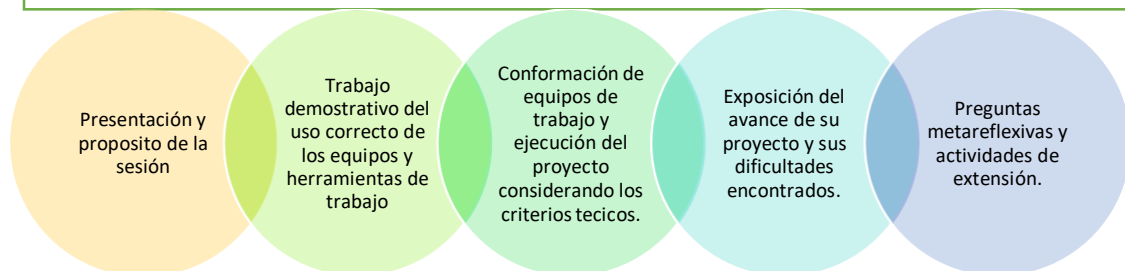 Presentación y
proposito de la
sesión
Trabajo
demostrativo del
uso correcto de
los equipos y
herramientas de
trabajo
Conformación de
equipos de
trabajo y
ejecución del
proyecto
considerando los
criterios tecicos.
Exposición del
avance de su
proyecto y sus
dificultades
encontrados.
Preguntas
metareflexivas y
actividades de
extensión.